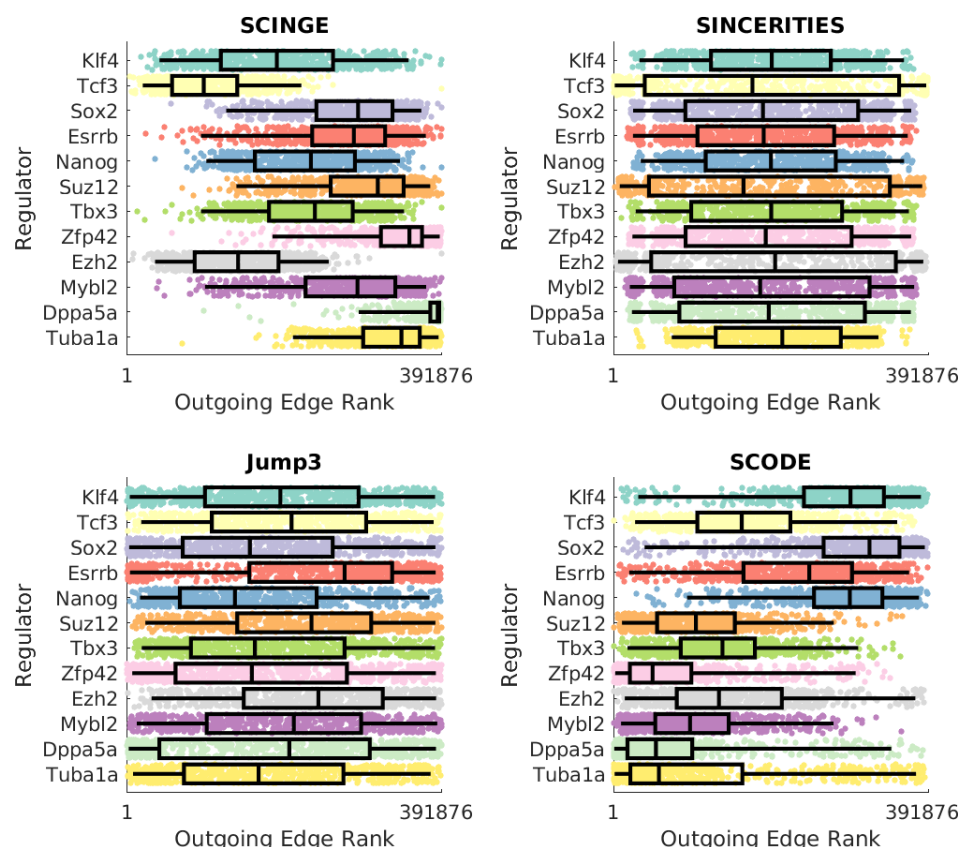 SCINGE
Regulator
Klf4
Tcf3
Sox2
Esrrb
Nanog
Suz12
Tbx3
Zfp42
Ezh2
Mybl2
Dppa5a
Tuba1a
1 391876
Outgoing Edge Rank
SINCERITIES
Regulator
Klf4
Tcf3
Sox2
Esrrb
Nanog
Suz12
Tbx3
Zfp42
Ezh2
Mybl2
Dppa5a
Tuba1a
1 391876
Outgoing Edge Rank
Jump3
Regulator
Klf4
Tcf3
Sox2
Esrrb
Nanog
Suz12
Tbx3
Zfp42
Ezh2
Mybl2
Dppa5a
Tuba1a
1 391876
Outgoing Edge Rank
SCODE
Regulator
Klf4
Tcf3
Sox2
Esrrb
Nanog
Suz12
Tbx3
Zfp42
Ezh2
Mybl2
Dppa5a
Tuba1a
1 391876
Outgoing Edge Rank